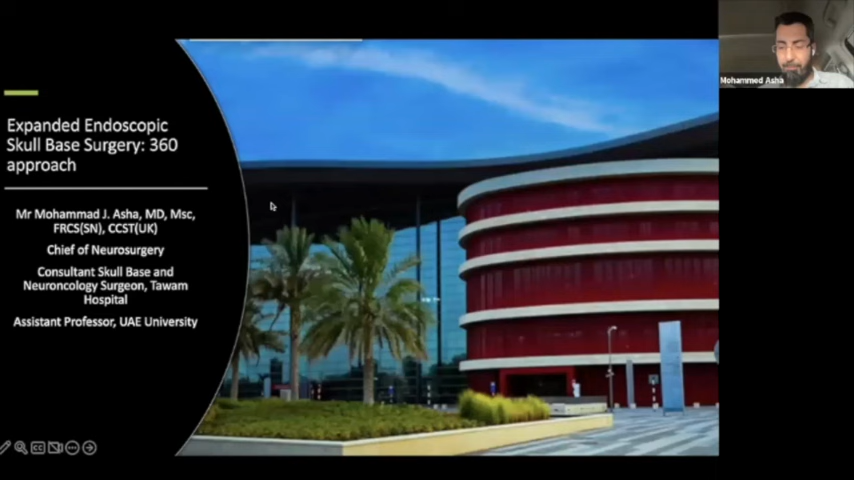 Expanded Endoscopic
Skull Base Surgery: 360
approach
Mr Mohammad J. Asha, MD, Msc,
FRCS(SN), CCST(UK)
Chief of Neurosurgery
Consultant Skull Base and
Neuroncology Surgeon, Tawam
Hospital
Assistant Professor, UAE University
Mohammed Asha
CC